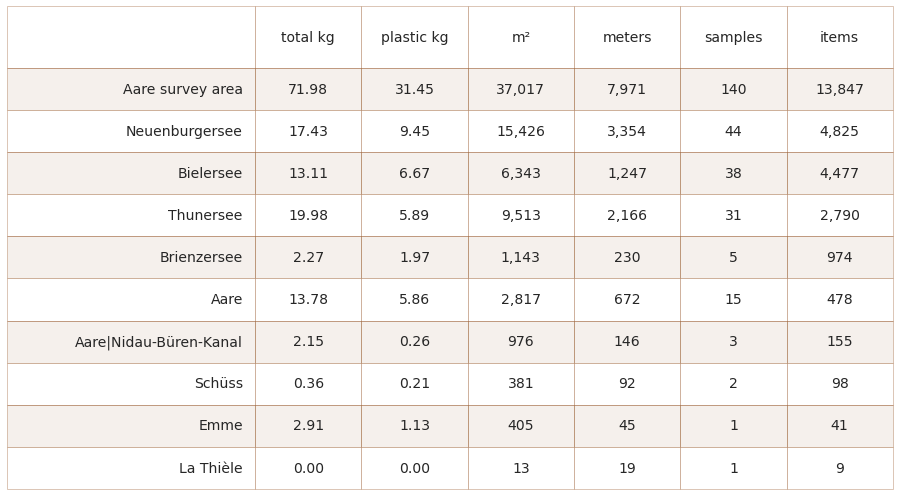 total kg plastic kg m² meters samples items
Aare survey area 71.98 31.45 37,017 7,971 140 13,847
Neuenburgersee 17.43 9.45 15,426 3,354 44 4,825
Bielersee 13.11 6.67 6,343 1,247 38 4,477
Thunersee 19.98 5.89 9,513 2,166 31 2,790
Brienzersee 2.27 1.97 1,143 230 5 974
Aare 13.78 5.86 2,817 672 15 478
Aare|Nidau-Büren-Kanal 2.15 0.26 976 146 3 155
Schüss 0.36 0.21 381 92 2 98
Emme 2.91 1.13 405 45 1 41
La Thièle 0.00 0.00 13 19 1 9